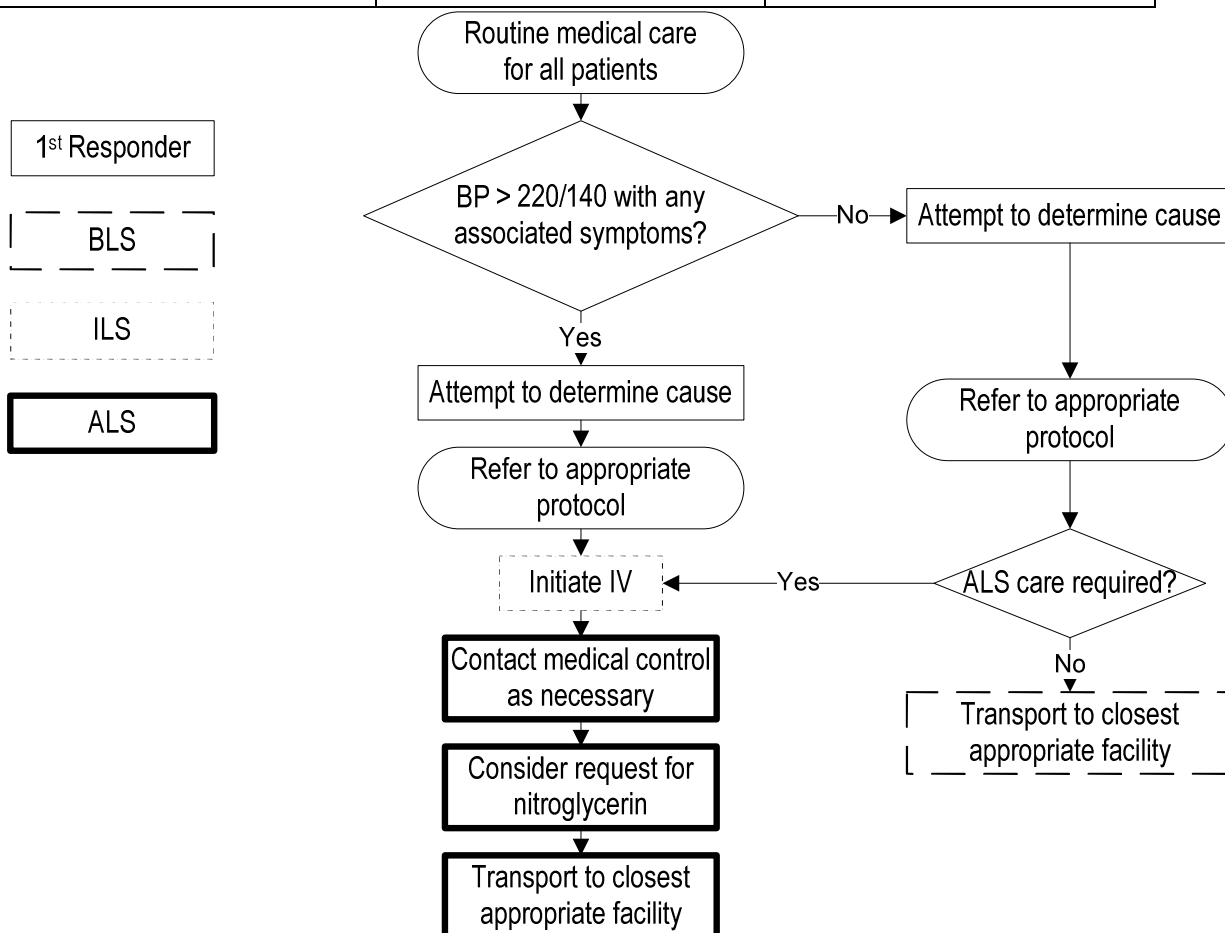 Routine medical care
for all patients
1st Responder
BLS
ILS
ALS
BP > 220/140 with any
associated symptoms?
No
Attempt to determine cause
Yes
Attempt to determine cause
Refer to appropriate
protocol
Refer to appropriate
protocol
Initiate IV
Yes
ALS care required?
Contact medical control
as necessary
No
Transport to closest
appropriate facility
Consider request for
nitroglycerin
Transport to closest
appropriate facility